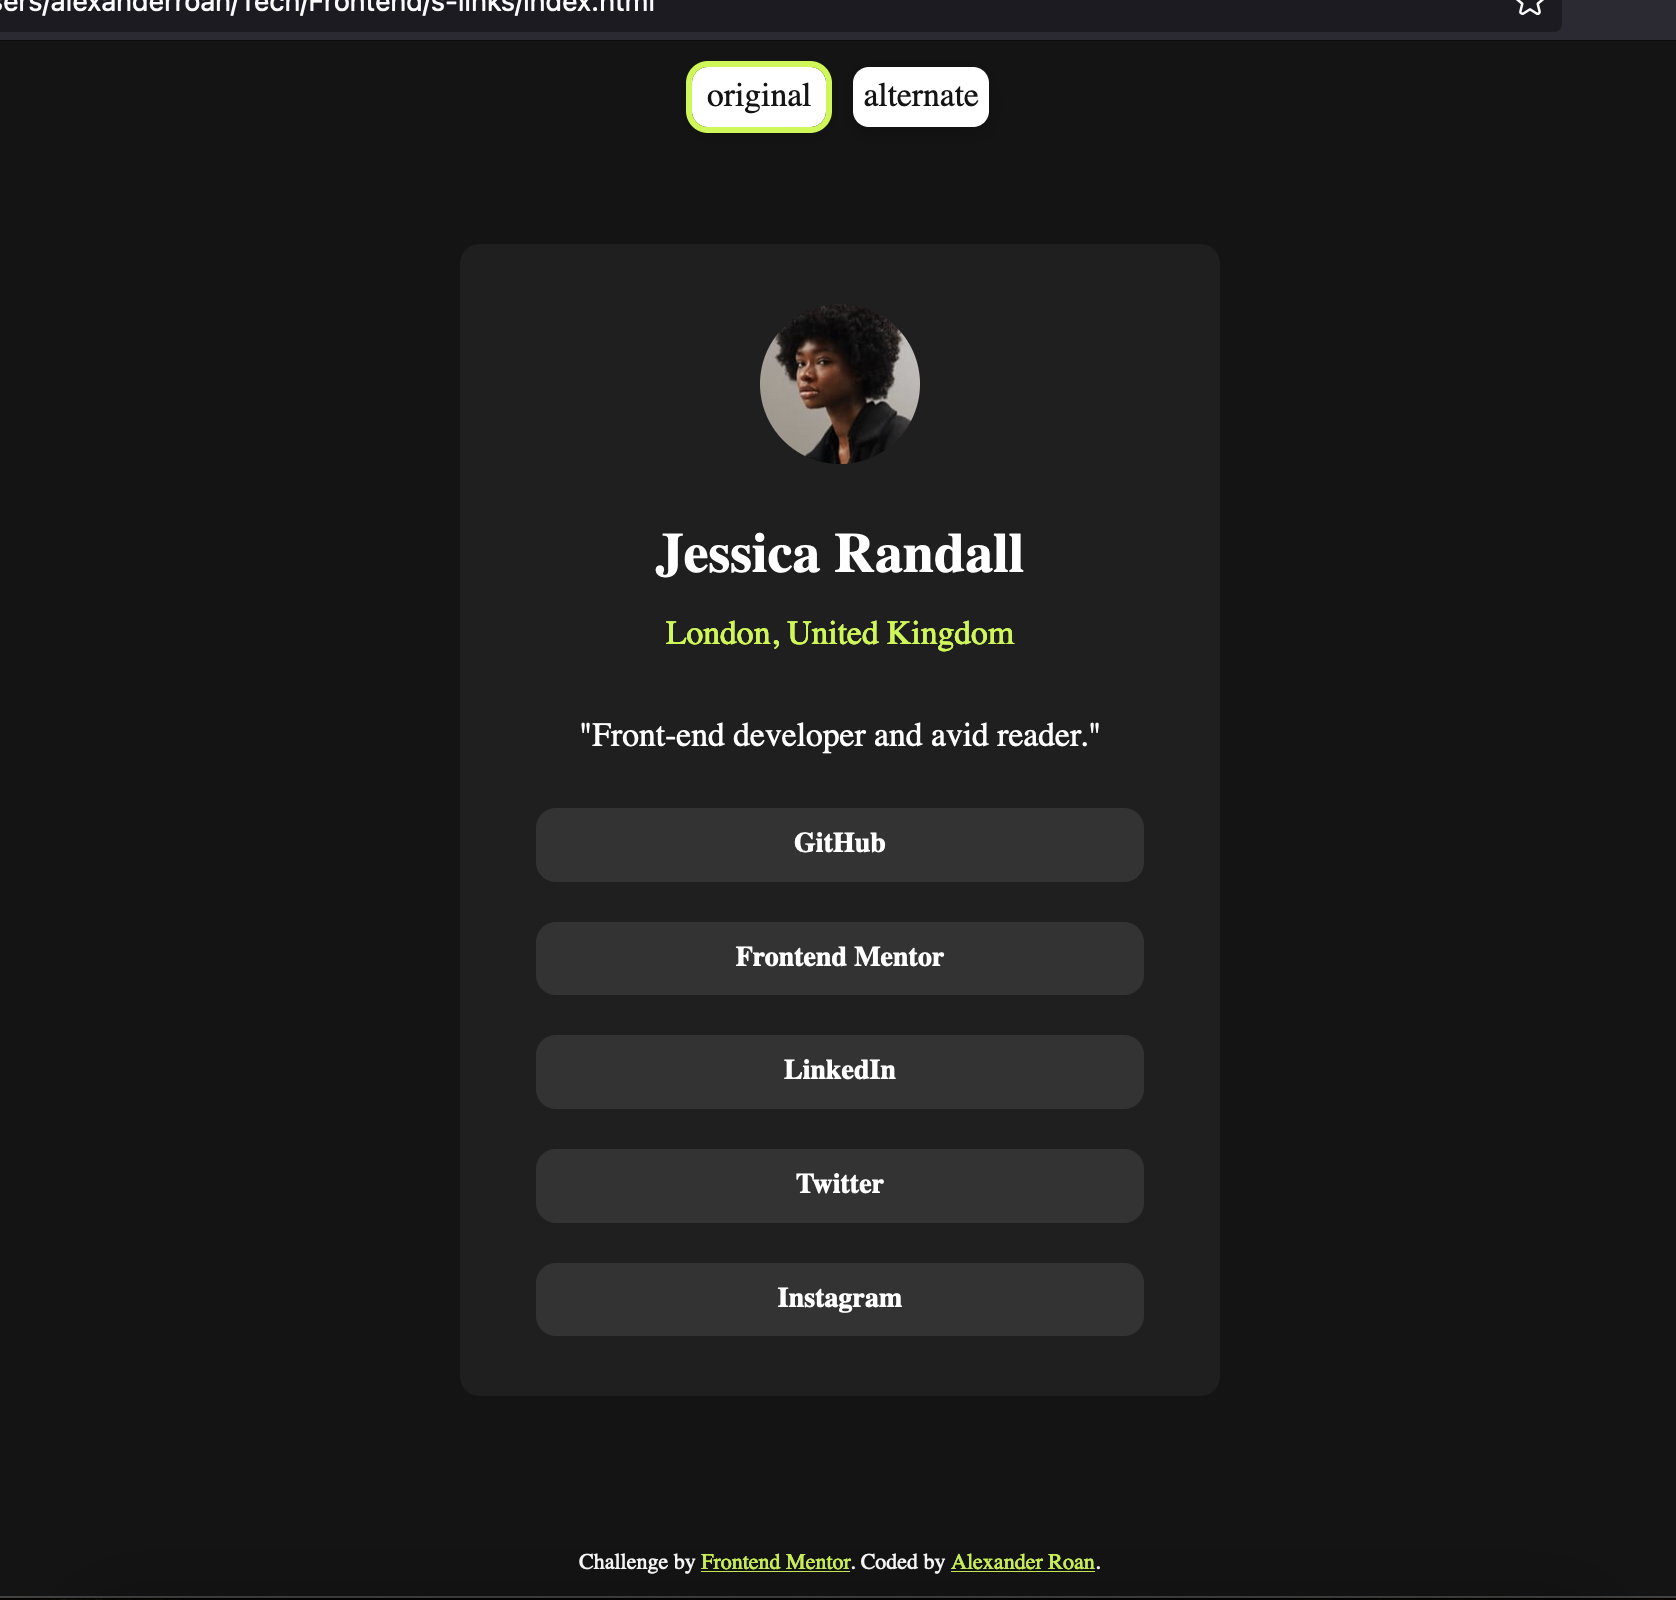 sers/alexanderroan/Tech/Frontend/s-links/index.html
original alternate
Jessica Randall
London, United Kingdom
"Front-end developer and avid reader."
GitHub
Frontend Mentor
LinkedIn
Twitter
Instagram
Challenge by Frontend Mentor. Coded by Alexander Roan.